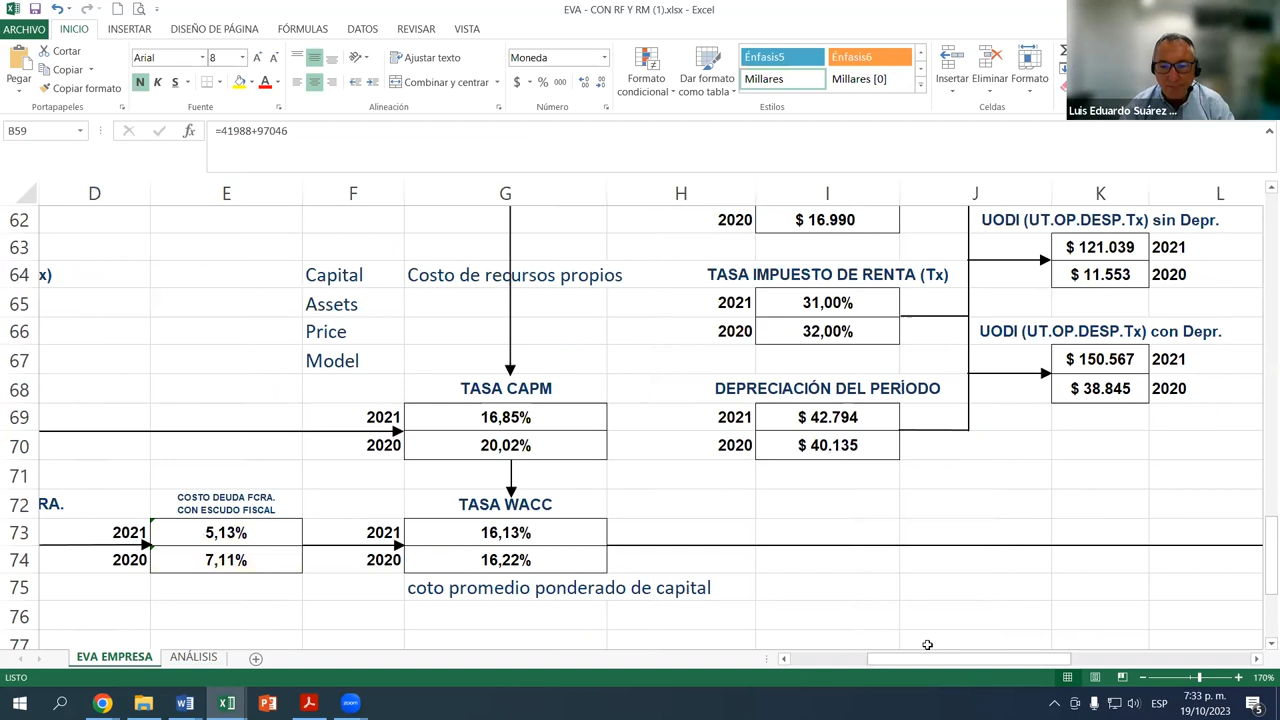 EVA - CON RF Y RM (1).xlsx - Excel
ARCHIVO INICIO INSERTAR DISEÑO DE PÁGINA FÓRMULAS DATOS REVISAR VISTA
Cortar
Copiar
Copiar formato
Pegar
Portapapeles
Arial 8
N K S
Fuente
Ajustar texto
Combinar y centrar
Alineación
Moneda
$ % 000
Número
Formato condicional
Dar formato como tabla
Énfasis5 Énfasis6
Millares Millares [0]
Estilos
Insertar Eliminar Formato
Celdas
Luis Eduardo Suárez ...
B59 fx =41988+97046
D E F G H I J K L
62 2020 $ 16.990 UODI (UT.OP.DESP.Tx) sin Depr.
63 $ 121.039 2021
64 x) Capital Costo de recursos propios TASA IMPUESTO DE RENTA (Tx) $ 11.553 2020
65 Assets 2021 31,00%
66 Price 2020 32,00% UODI (UT.OP.DESP.Tx) con Depr.
67 Model $ 150.567 2021
68 TASA CAPM DEPRECIACIÓN DEL PERÍODO $ 38.845 2020
69 2021 16,85% 2021 $ 42.794
70 2020 20,02% 2020 $ 40.135
71
72 RA. COSTO DEUDA FCRA. CON ESCUDO FISCAL TASA WACC
73 2021 5,13% 2021 16,13%
74 2020 7,11% 2020 16,22%
75 coto promedio ponderado de capital
76
77
EVA EMPRESA ANÁLISIS
LISTO 170%
ESP 7:33 p. m.
19/10/2023
5